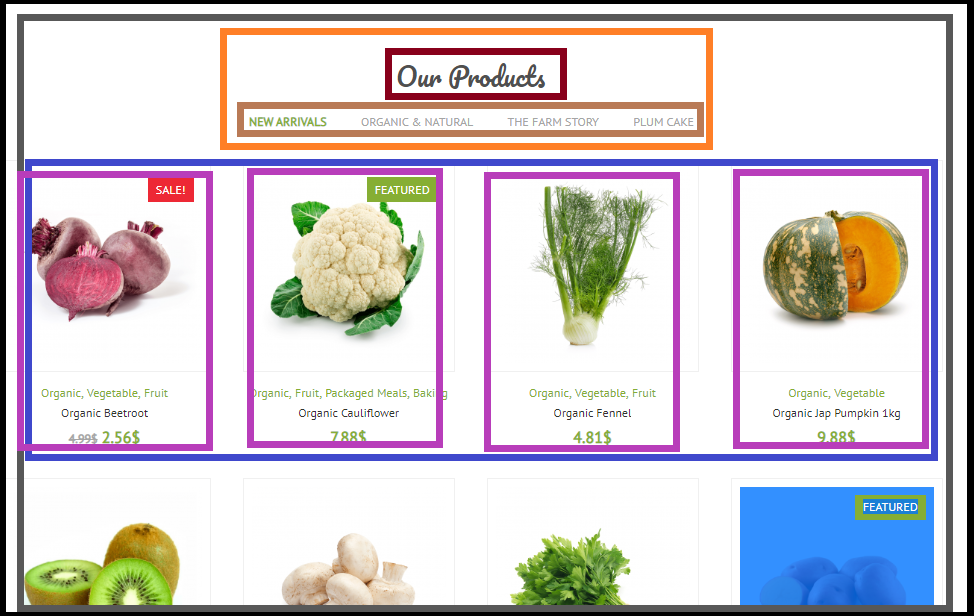 Our Products
NEW ARRIVALS ORGANIC & NATURAL THE FARM STORY PLUM CAKE
SALE! FEATURED
Organic, Vegetable, Fruit Organic, Fruit, Packaged Meals, Baking Organic, Vegetable, Fruit Organic, Vegetable
Organic Beetroot Organic Cauliflower Organic Fennel Organic Jap Pumpkin 1kg
4.99$ 2.56$ 7.88$ 4.81$ 9.88$
FEATURED